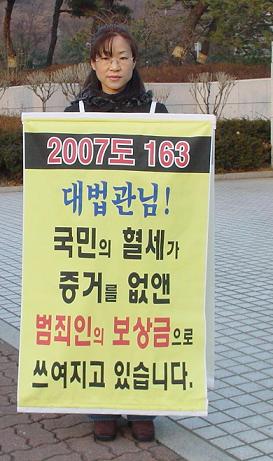 2007도 163
대법관님!
국민의 혈세가
증거를 없앤
범죄인의 보상금으로
쓰여지고 있습니다.